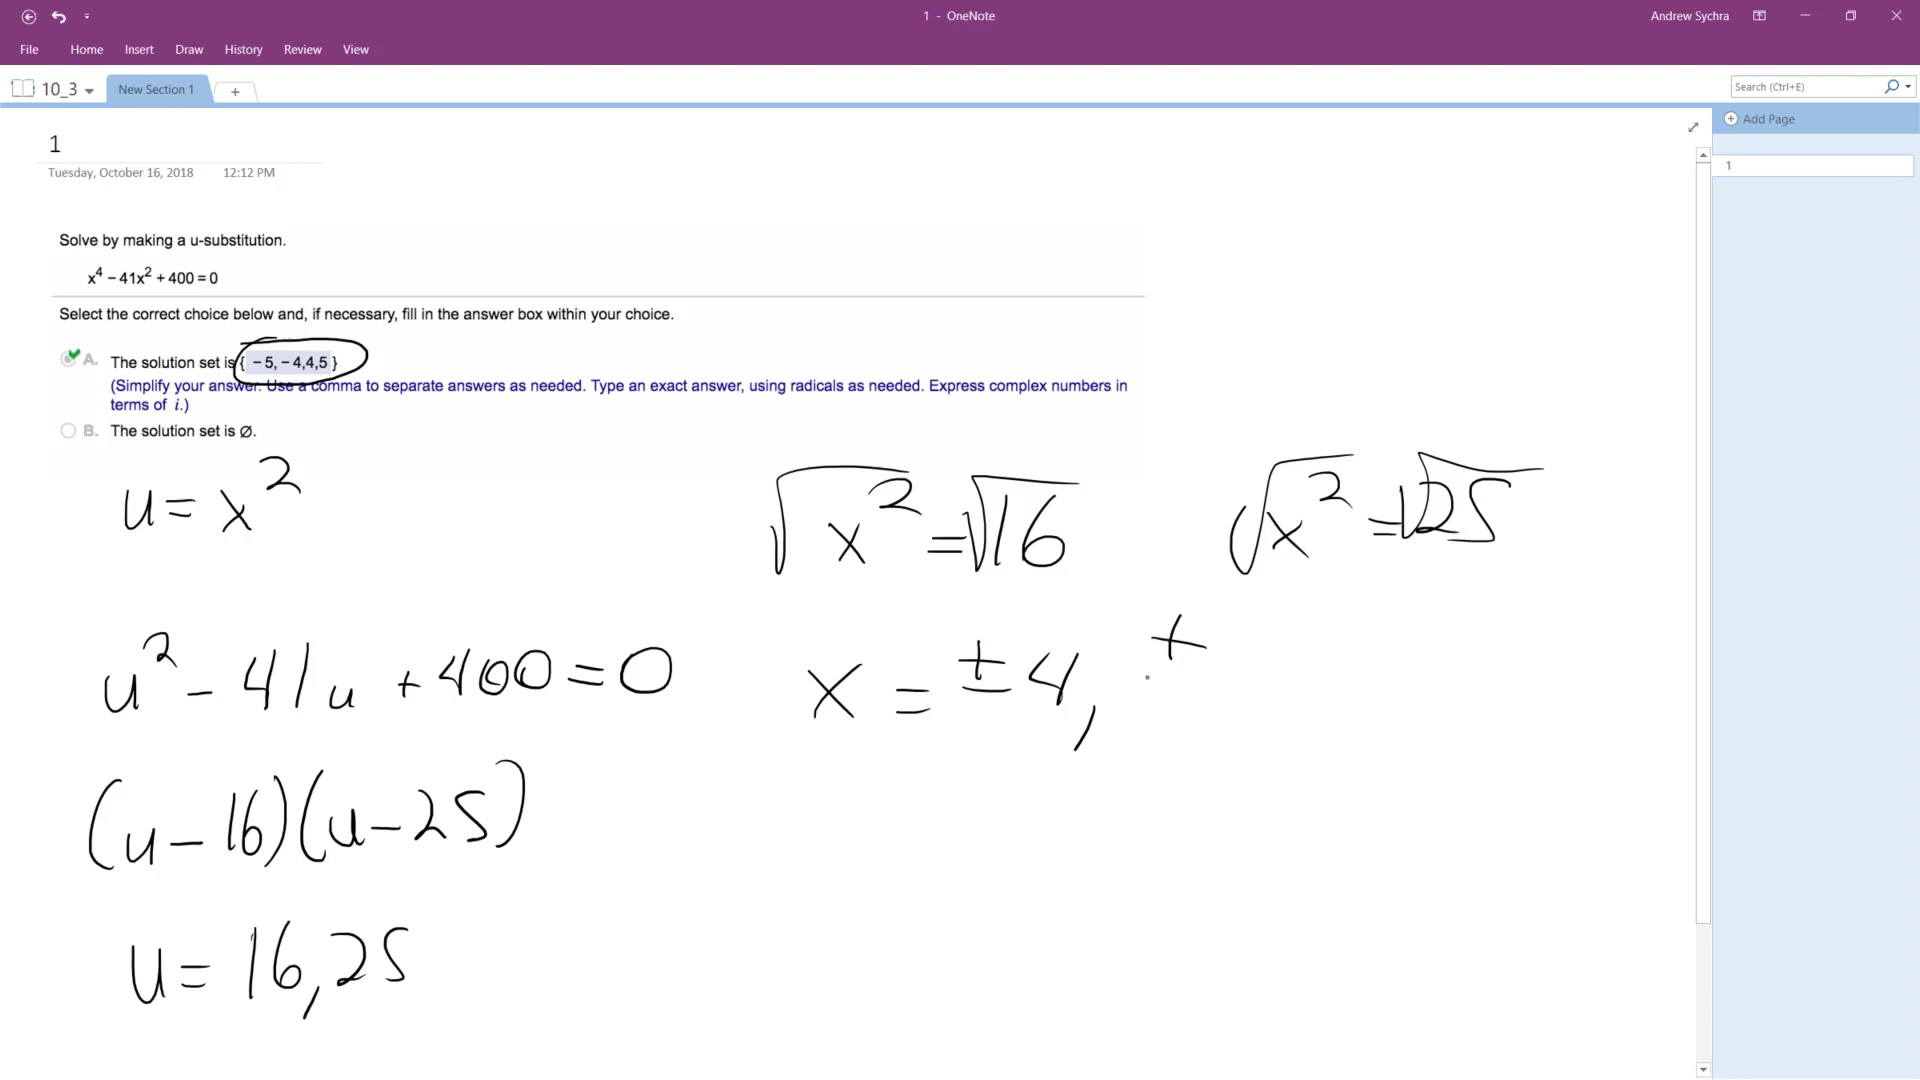 1 - OneNote
Andrew Sychra
File Home Insert Draw History Review View
10_3 New Section 1 +
Search (Ctrl+E)
Add Page
1
1
Tuesday, October 16, 2018 12:12 PM
Solve by making a u-substitution.
x⁴ − 41x² + 400 = 0
Select the correct choice below and, if necessary, fill in the answer box within your choice.
A. The solution set is { − 5, − 4,4,5 }
(Simplify your answer. Use a comma to separate answers as needed. Type an exact answer, using radicals as needed. Express complex numbers in
terms of i.)
B. The solution set is ∅.
u = x²
√x² = √16
√x² = √25
u² − 41u + 400 = 0
x = ± 4, +
(u − 16)(u − 25)
u = 16, 25